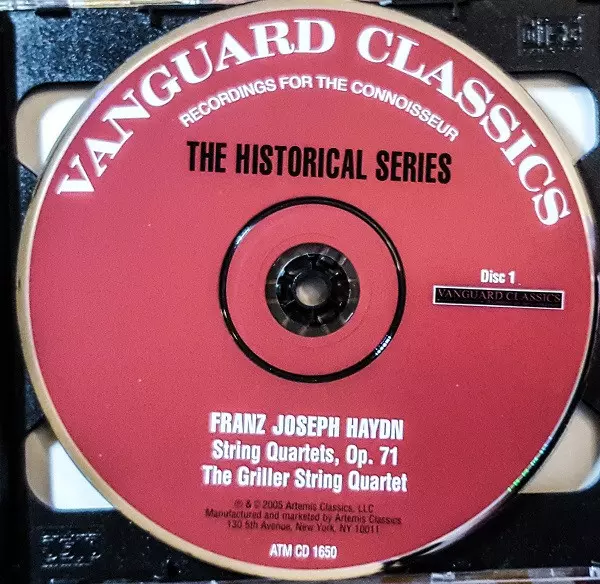 VANGUARD CLASSICS
RECORDINGS FOR THE CONNOISSEUR
THE HISTORICAL SERIES
Disc 1
VANGUARD CLASSICS
FRANZ JOSEPH HAYDN
String Quartets, Op. 71
The Griller String Quartet
℗ & © 2005 Artemis Classics, LLC
Manufactured and marketed by Artemis Classics
130 5th Avenue, New York, NY 10011
ATM CD 1650